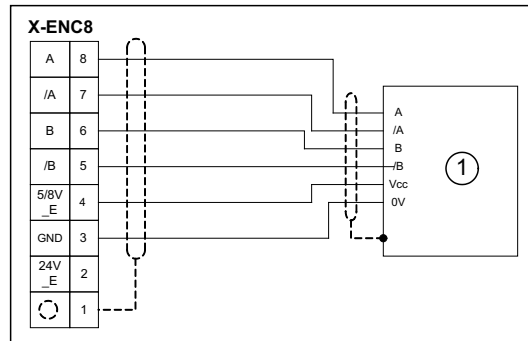 X-ENC8
A 8
/A 7
B 6
/B 5
5/8V
_E 4
GND 3
24V
_E 2
1
A
/A
B
/B
Vcc
0V
1